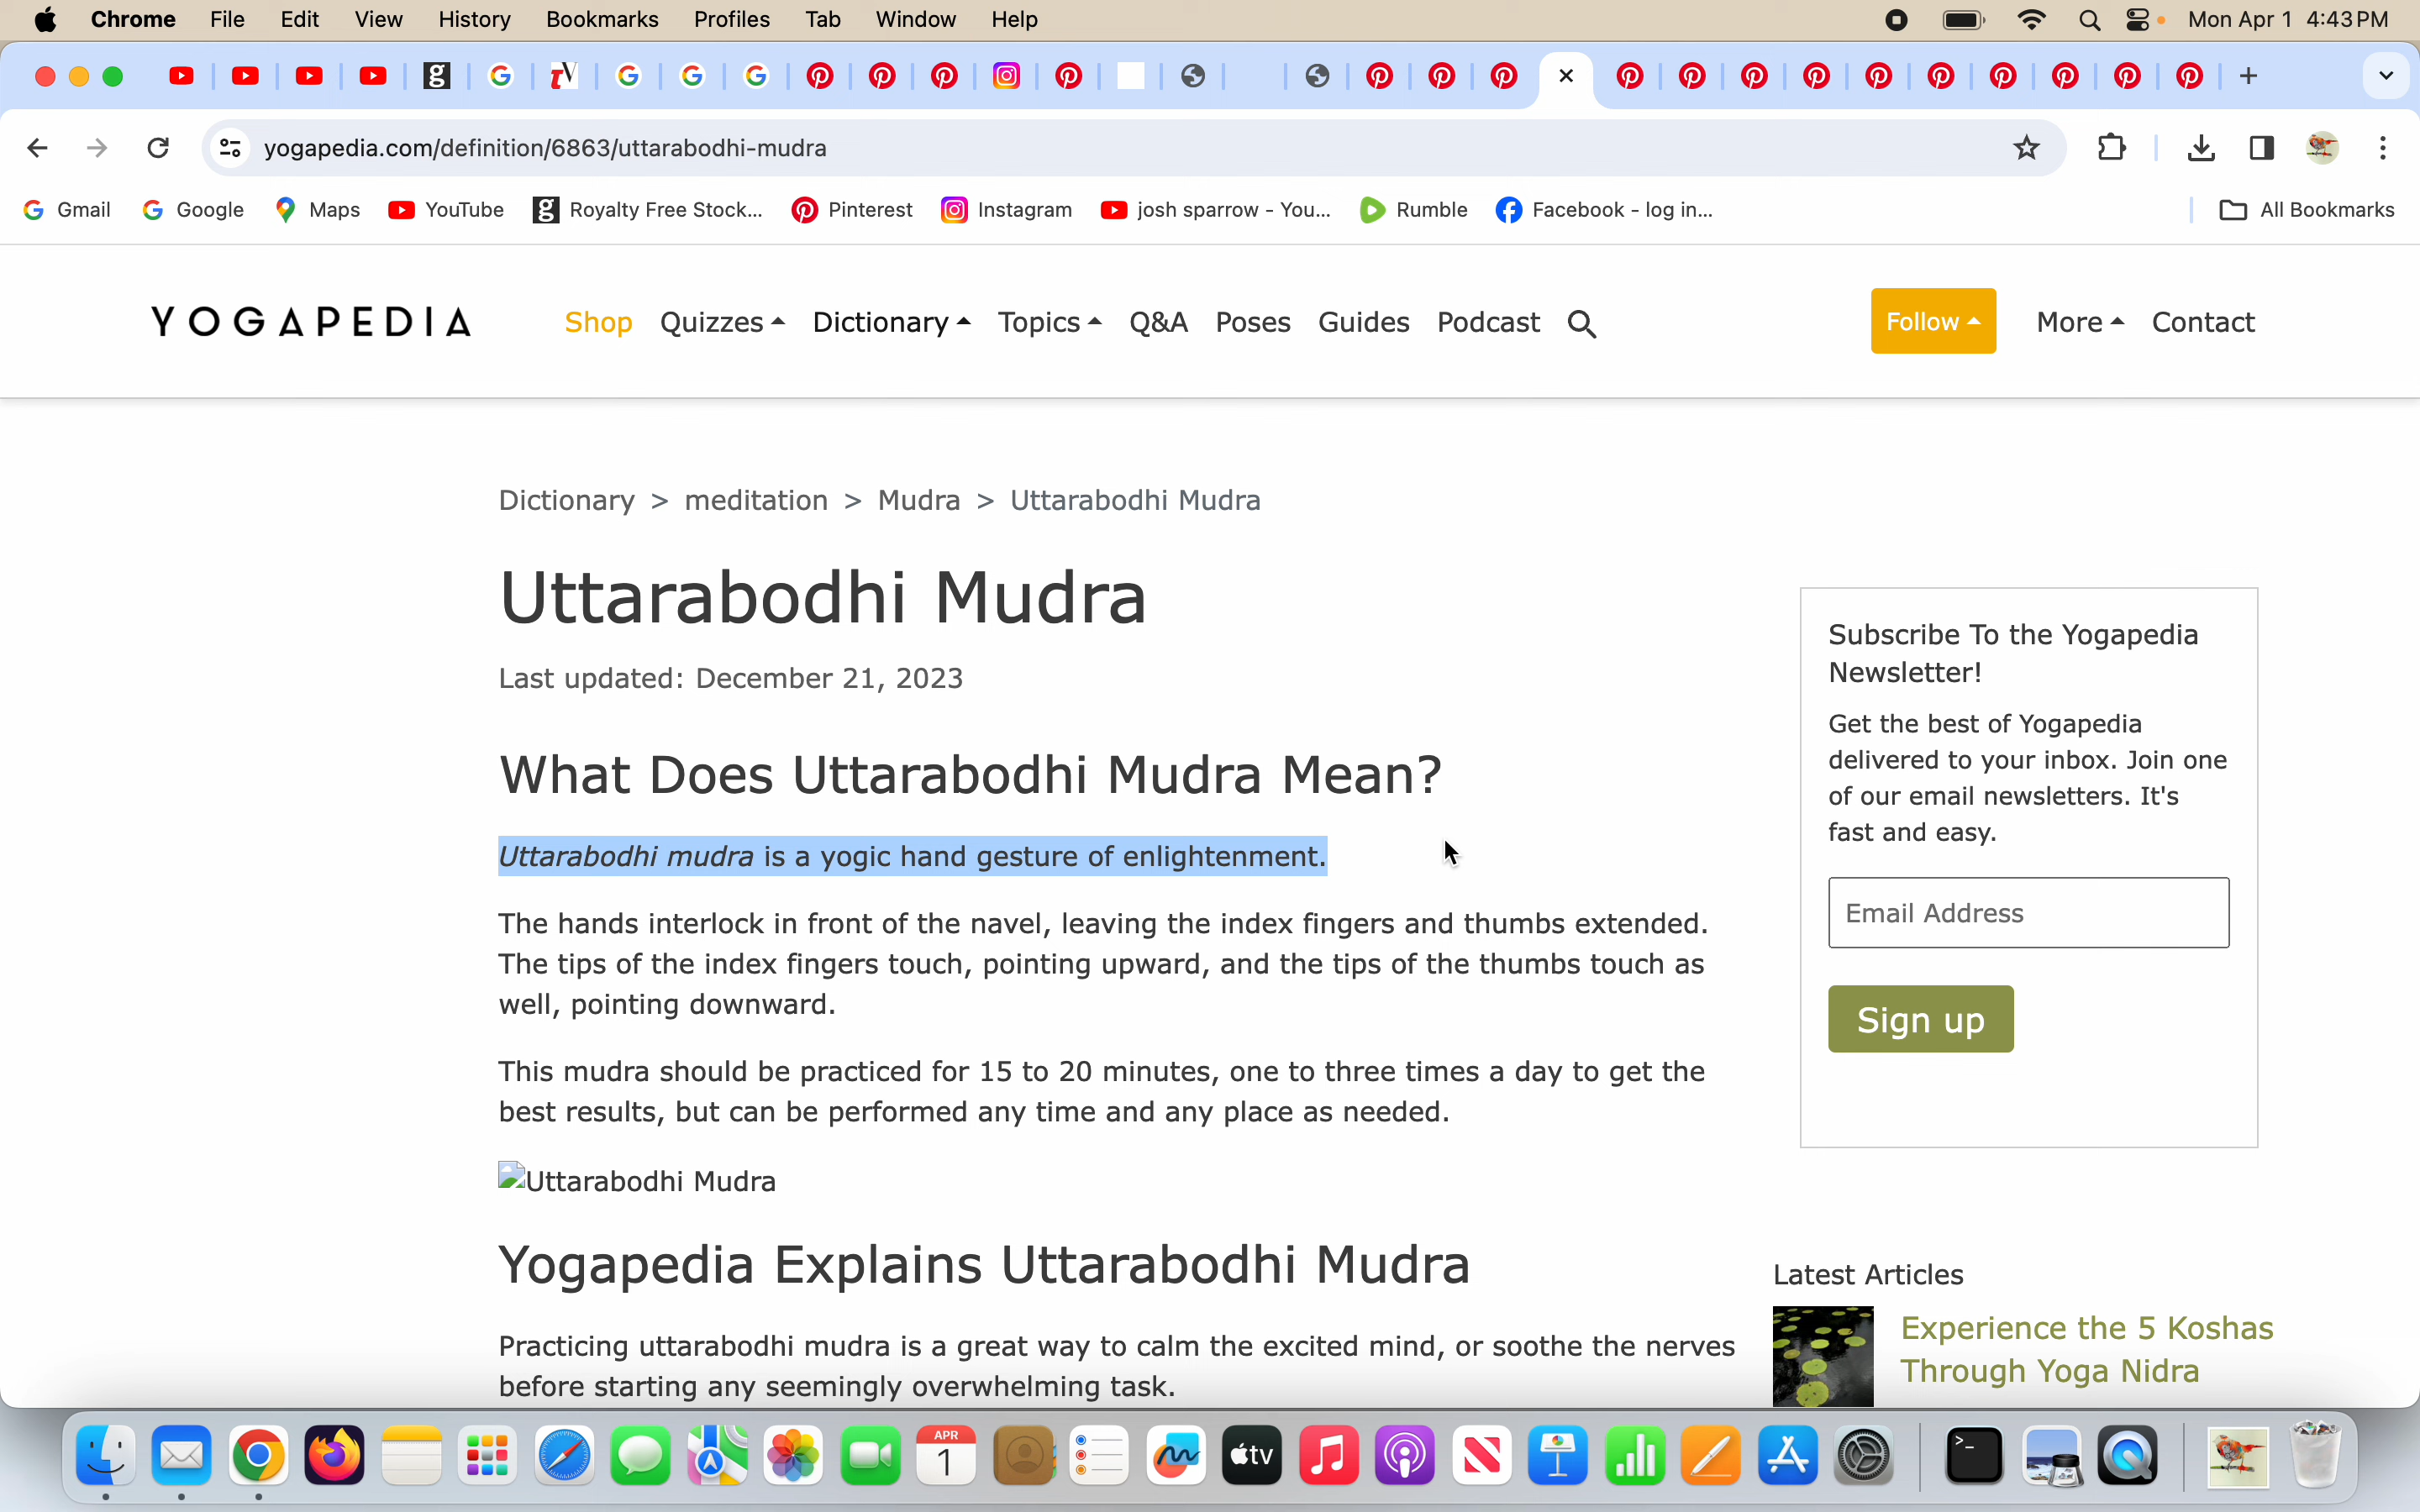 Chrome File Edit View History Bookmarks Profiles Tab Window Help Mon Apr 1 4:43 PM
yogapedia.com/definition/6863/uttarabodhi-mudra
Gmail Google Maps YouTube Royalty Free Stock... Pinterest Instagram josh sparrow - You... Rumble Facebook - log in... All Bookmarks
YOGAPEDIA Shop Quizzes Dictionary Topics Q&A Poses Guides Podcast Follow More Contact
Dictionary > meditation > Mudra > Uttarabodhi Mudra
Uttarabodhi Mudra
Last updated: December 21, 2023
What Does Uttarabodhi Mudra Mean?
Uttarabodhi mudra is a yogic hand gesture of enlightenment.
The hands interlock in front of the navel, leaving the index fingers and thumbs extended.
The tips of the index fingers touch, pointing upward, and the tips of the thumbs touch as
well, pointing downward.
This mudra should be practiced for 15 to 20 minutes, one to three times a day to get the
best results, but can be performed any time and any place as needed.
Uttarabodhi Mudra
Yogapedia Explains Uttarabodhi Mudra
Practicing uttarabodhi mudra is a great way to calm the excited mind, or soothe the nerves
before starting any seemingly overwhelming task.
Subscribe To the Yogapedia
Newsletter!
Get the best of Yogapedia
delivered to your inbox. Join one
of our email newsletters. It's
fast and easy.
Email Address
Sign up
Latest Articles
Experience the 5 Koshas
Through Yoga Nidra
APR
1
tv